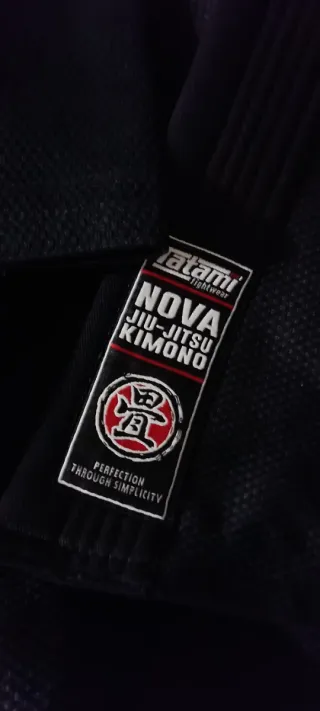 Tatami
fightwear
NOVA
JIU-JITSU
KIMONO
畳
PERFECTION
THROUGH SIMPLICITY